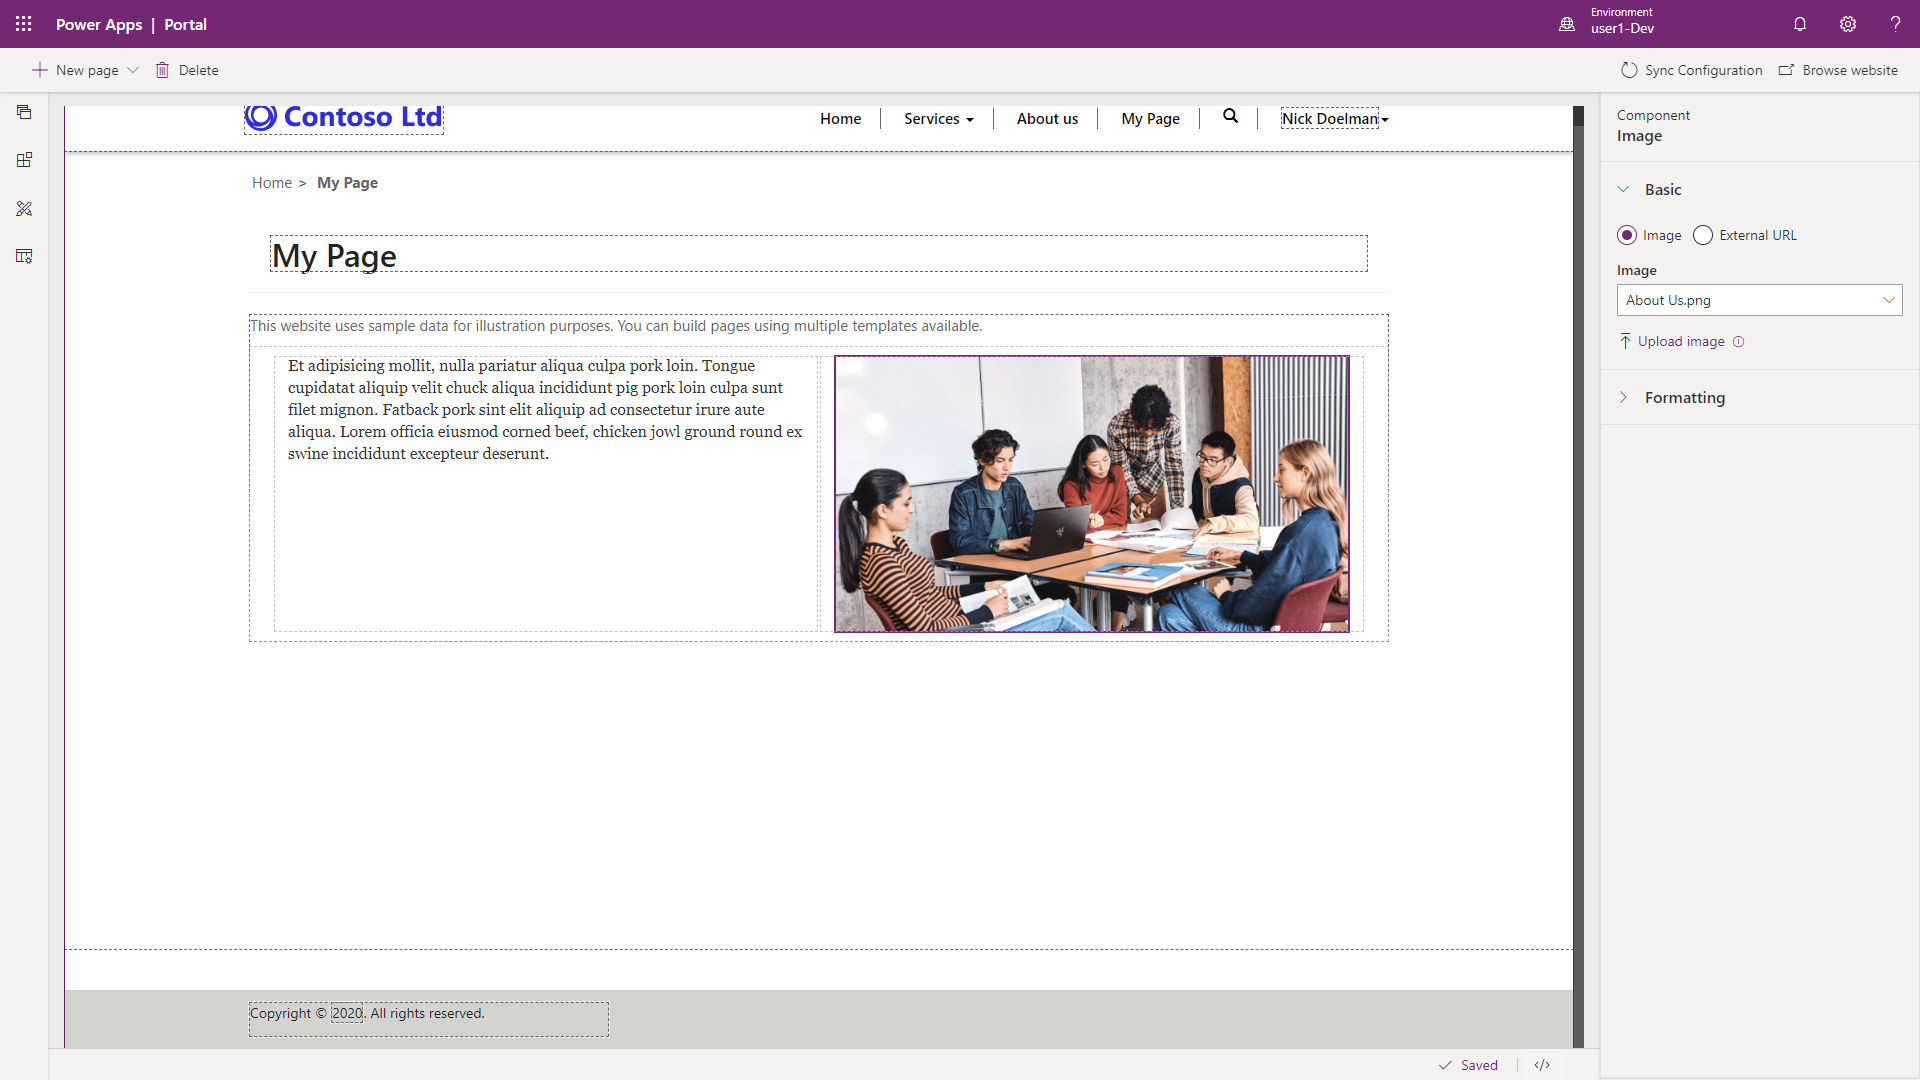 Power Apps | Portal
Environment
user1-Dev
?
New page
Delete
Sync Configuration
Browse website
Contoso Ltd
Home
Services
About us
My Page
Nick Doelman
Component
Image
Home > My Page
Basic
Image
External URL
My Page
Image
About Us.png
This website uses sample data for illustration purposes. You can build pages using multiple templates available.
Upload image
Et adipisicing mollit, nulla pariatur aliqua culpa pork loin. Tongue
cupidatat aliquip velit chuck aliqua incididunt pig pork loin culpa sunt
filet mignon. Fatback pork sint elit aliquip ad consectetur irure aute
aliqua. Lorem officia eiusmod corned beef, chicken jowl ground round ex
swine incididunt excepteur deserunt.
Formatting
Copyright © 2020. All rights reserved.
Saved
</>